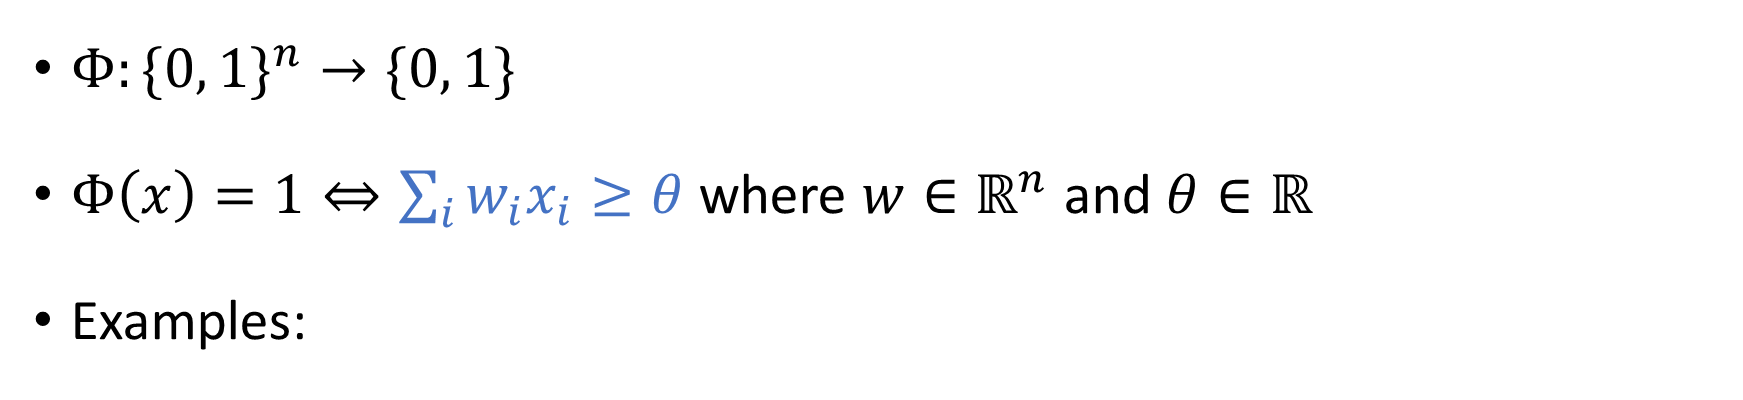 • Φ: {0, 1}ⁿ → {0, 1}
• Φ(x) = 1 ⇔ ∑ᵢ wᵢxᵢ ≥ θ where w ∈ ℝⁿ and θ ∈ ℝ
• Examples: